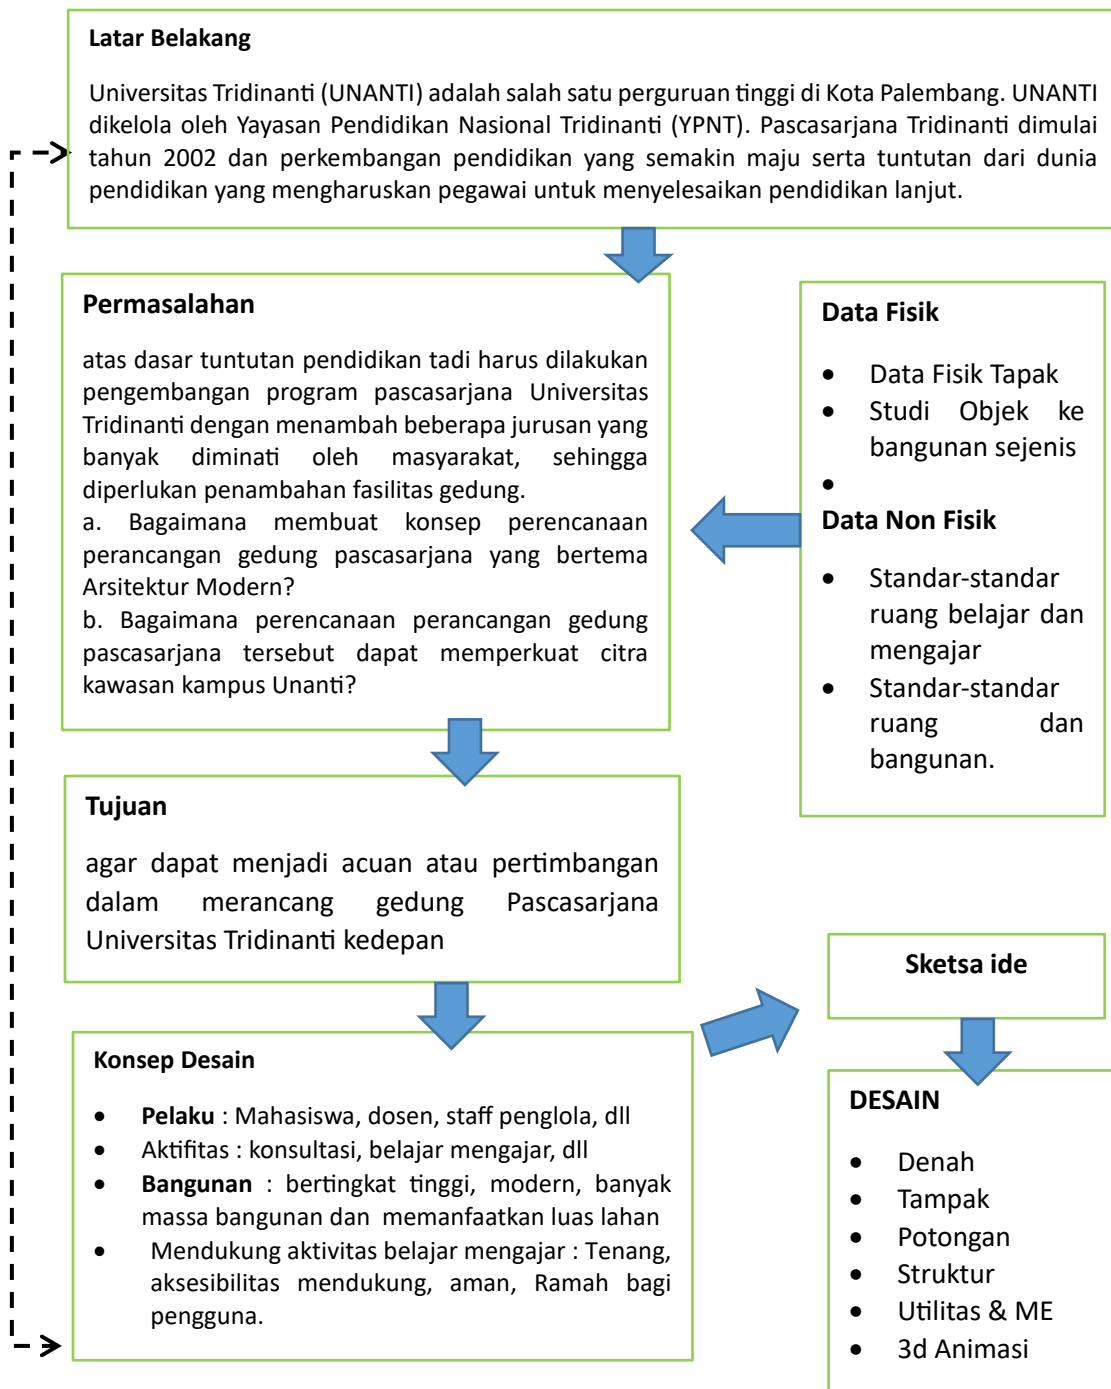 Latar Belakang
Universitas Tridinanti (UNANTI) adalah salah satu perguruan tinggi di Kota Palembang. UNANTI
dikelola oleh Yayasan Pendidikan Nasional Tridinanti (YPNT). Pascasarjana Tridinanti dimulai
tahun 2002 dan perkembangan pendidikan yang semakin maju serta tuntutan dari dunia
pendidikan yang mengharuskan pegawai untuk menyelesaikan pendidikan lanjut.
Permasalahan
atas dasar tuntutan pendidikan tadi harus dilakukan
pengembangan program pascasarjana Universitas
Tridinanti dengan menambah beberapa jurusan yang
banyak diminati oleh masyarakat, sehingga
diperlukan penambahan fasilitas gedung.
a. Bagaimana membuat konsep perencanaan
perancangan gedung pascasarjana yang bertema
Arsitektur Modern?
b. Bagaimana perencanaan perancangan gedung
pascasarjana tersebut dapat memperkuat citra
kawasan kampus Unanti?
Data Fisik
• Data Fisik Tapak
• Studi Objek ke
bangunan sejenis
•
Data Non Fisik
• Standar-standar
ruang belajar dan
mengajar
• Standar-standar
ruang dan
bangunan.
Tujuan
agar dapat menjadi acuan atau pertimbangan
dalam merancang gedung Pascasarjana
Universitas Tridinanti kedepan
Konsep Desain
• Pelaku : Mahasiswa, dosen, staff penglola, dll
• Aktifitas : konsultasi, belajar mengajar, dll
• Bangunan : bertingkat tinggi, modern, banyak
massa bangunan dan memanfaatkan luas lahan
• Mendukung aktivitas belajar mengajar : Tenang,
aksesibilitas mendukung, aman, Ramah bagi
pengguna.
Sketsa ide
DESAIN
• Denah
• Tampak
• Potongan
• Struktur
• Utilitas & ME
• 3d Animasi